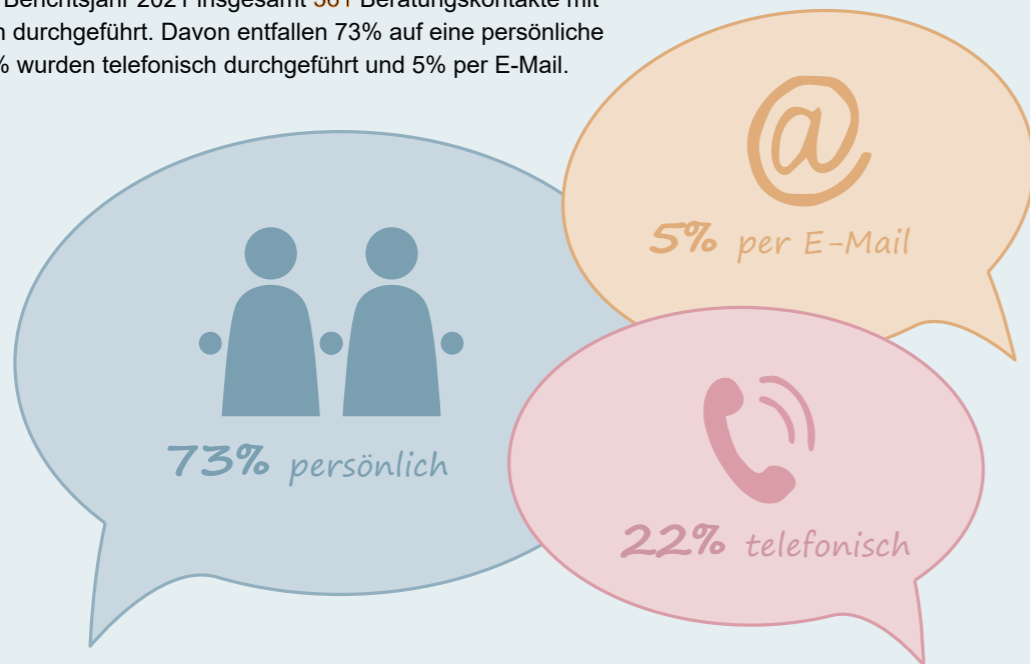 Berichtsjahr 2021 insgesamt 561 Beratungskontakte mit
durchgeführt. Davon entfallen 73% auf eine persönliche
% wurden telefonisch durchgeführt und 5% per E-Mail.
@
5% per E-Mail
73% persönlich
22% telefonisch